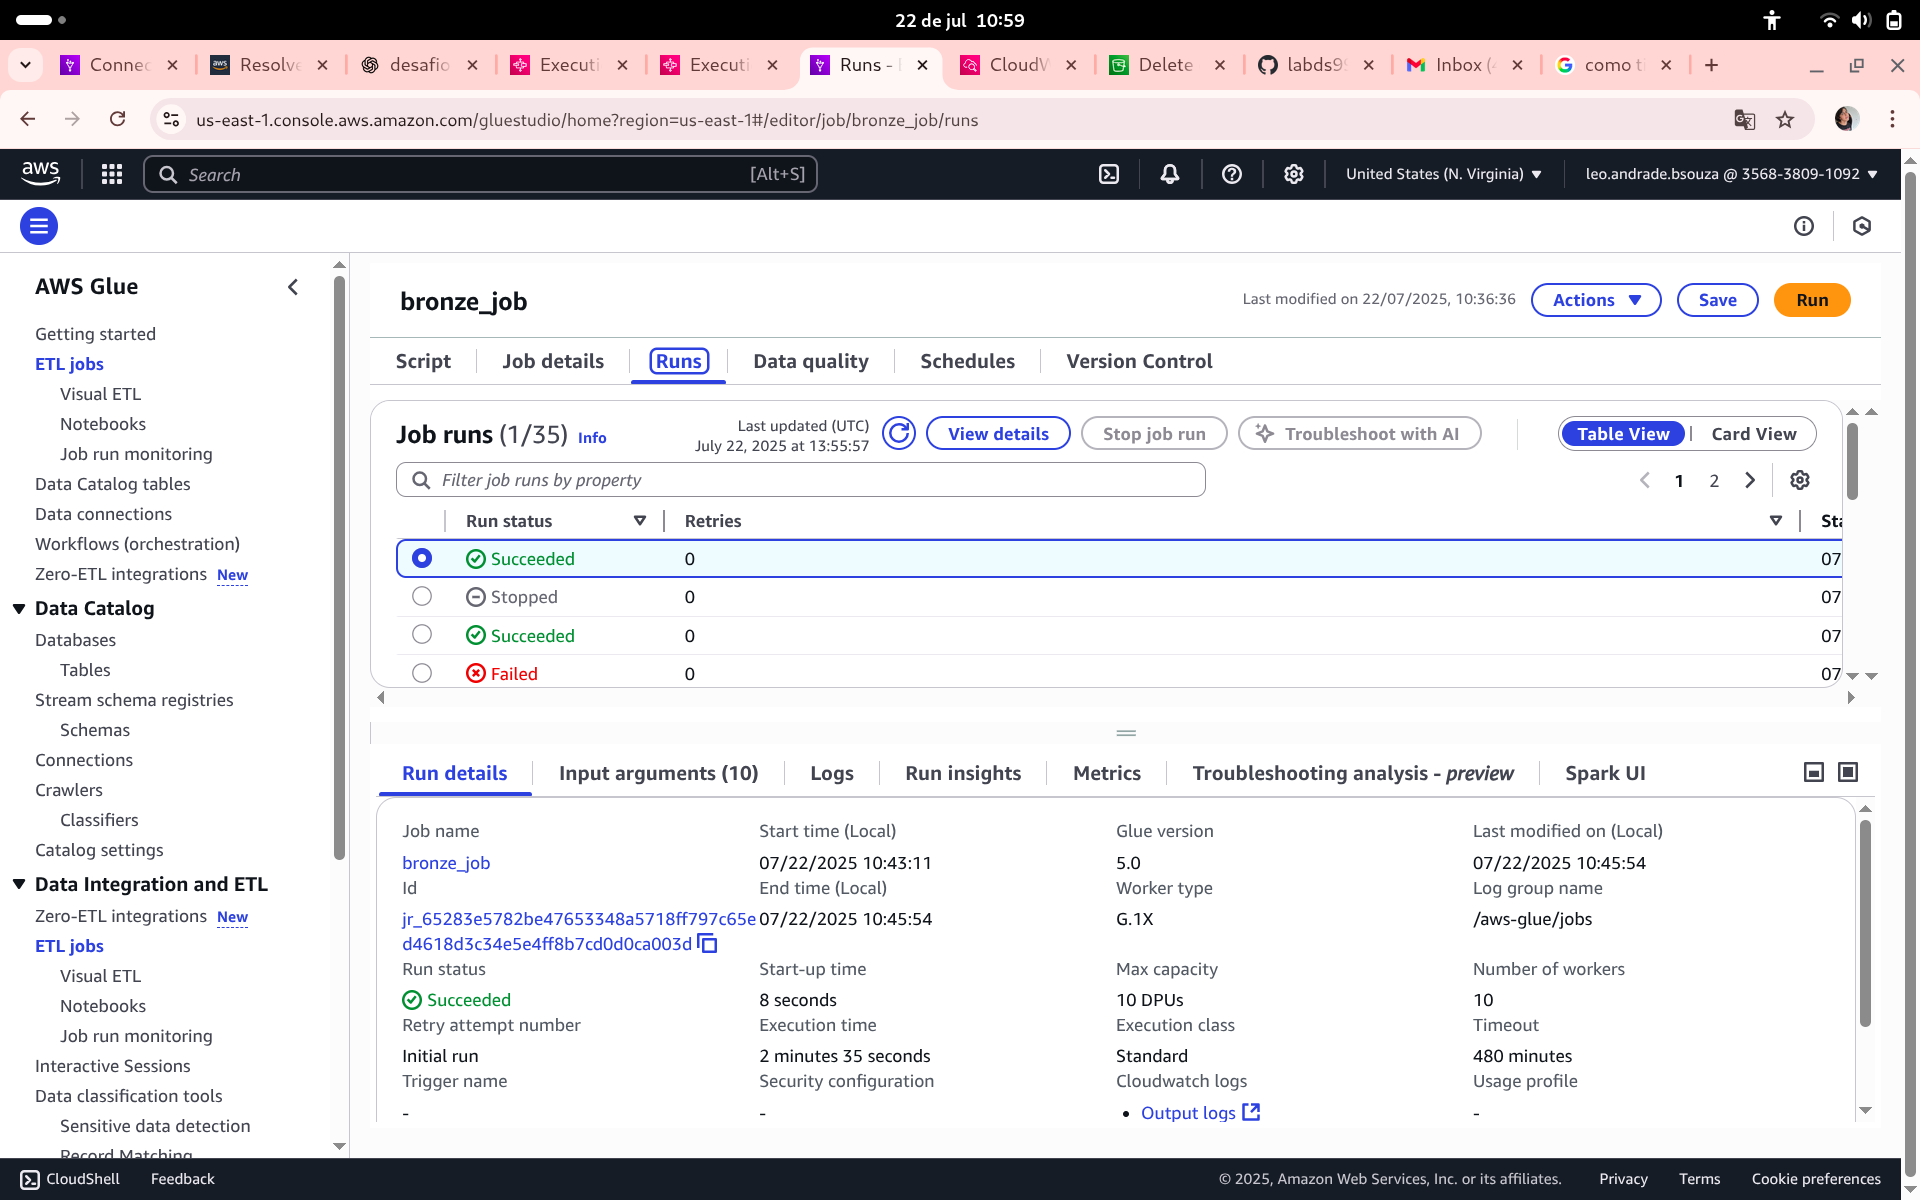 22 de jul 10:59
Connec
Resolve
desafio
Executi
Executi
Runs -
CloudW
Delete
labds99
Inbox (
como ti
us-east-1.console.aws.amazon.com/gluestudio/home?region=us-east-1#/editor/job/bronze_job/runs
aws
Search
[Alt+S]
United States (N. Virginia)
leo.andrade.bsouza @ 3568-3809-1092
AWS Glue
Getting started
ETL jobs
Visual ETL
Notebooks
Job run monitoring
Data Catalog tables
Data connections
Workflows (orchestration)
Zero-ETL integrations New
Data Catalog
Databases
Tables
Stream schema registries
Schemas
Connections
Crawlers
Classifiers
Catalog settings
Data Integration and ETL
Zero-ETL integrations New
ETL jobs
Visual ETL
Notebooks
Job run monitoring
Interactive Sessions
Data classification tools
Sensitive data detection
Record Matching
bronze_job
Last modified on 22/07/2025, 10:36:36
Actions
Save
Run
Script
Job details
Runs
Data quality
Schedules
Version Control
Job runs (1/35) Info
Last updated (UTC)
July 22, 2025 at 13:55:57
View details
Stop job run
Troubleshoot with AI
Table View
Card View
Filter job runs by property
1 2
Run status Retries Sta
Succeeded 0 07
Stopped 0 07
Succeeded 0 07
Failed 0 07
Run details
Input arguments (10)
Logs
Run insights
Metrics
Troubleshooting analysis - preview
Spark UI
Job name
bronze_job
Id
jr_65283e5782be47653348a5718ff797c65e
d4618d3c34e5e4ff8b7cd0d0ca003d
Run status
Succeeded
Retry attempt number
Initial run
Trigger name
-
Start time (Local)
07/22/2025 10:43:11
End time (Local)
07/22/2025 10:45:54
Start-up time
8 seconds
Execution time
2 minutes 35 seconds
Security configuration
-
Glue version
5.0
Worker type
G.1X
Max capacity
10 DPUs
Execution class
Standard
Cloudwatch logs
• Output logs
Last modified on (Local)
07/22/2025 10:45:54
Log group name
/aws-glue/jobs
Number of workers
10
Timeout
480 minutes
Usage profile
-
CloudShell
Feedback
© 2025, Amazon Web Services, Inc. or its affiliates.
Privacy
Terms
Cookie preferences